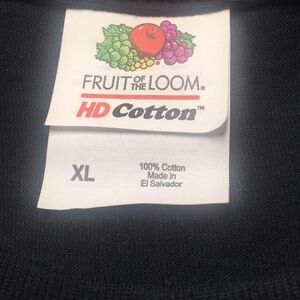 FRUIT OF THE LOOM®
HD Cotton™
XL
100% Cotton
Made in
El Salvador